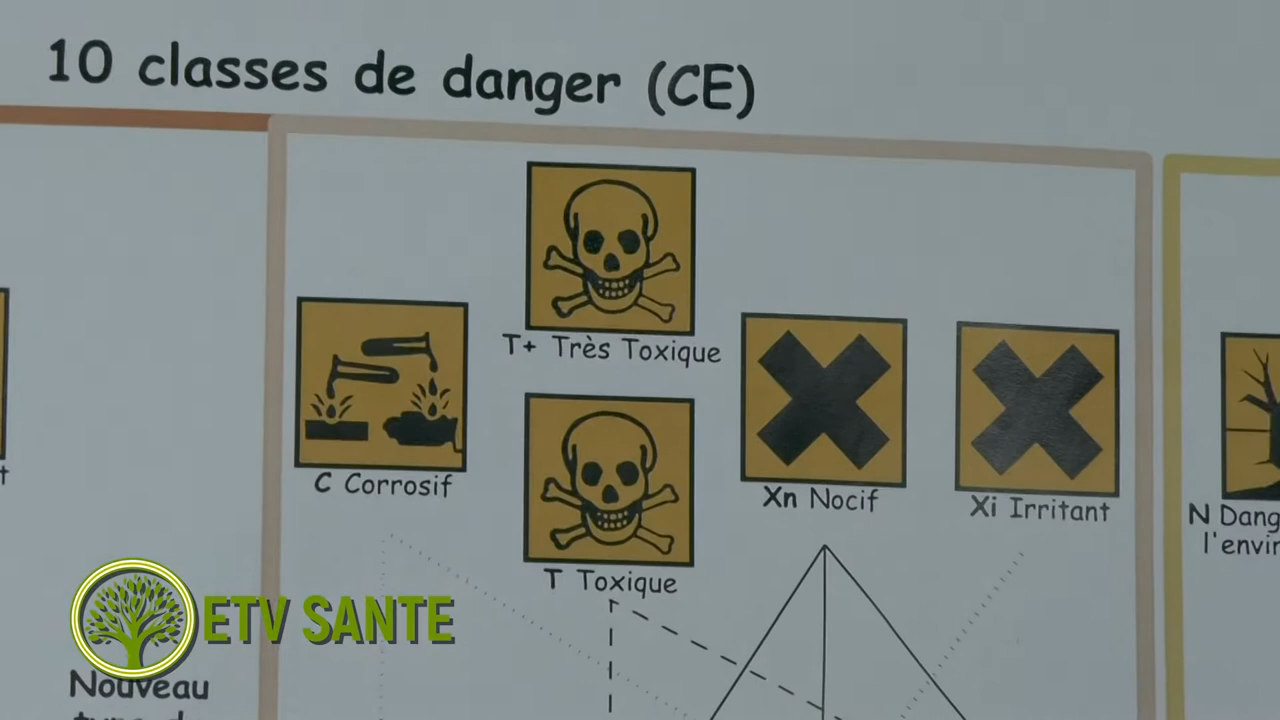 10 classes de danger (CE)
T+ Très Toxique
C Corrosif
Xn Nocif
Xi Irritant
T Toxique
N Dang
l'envir
ETV SANTE
Nouveau